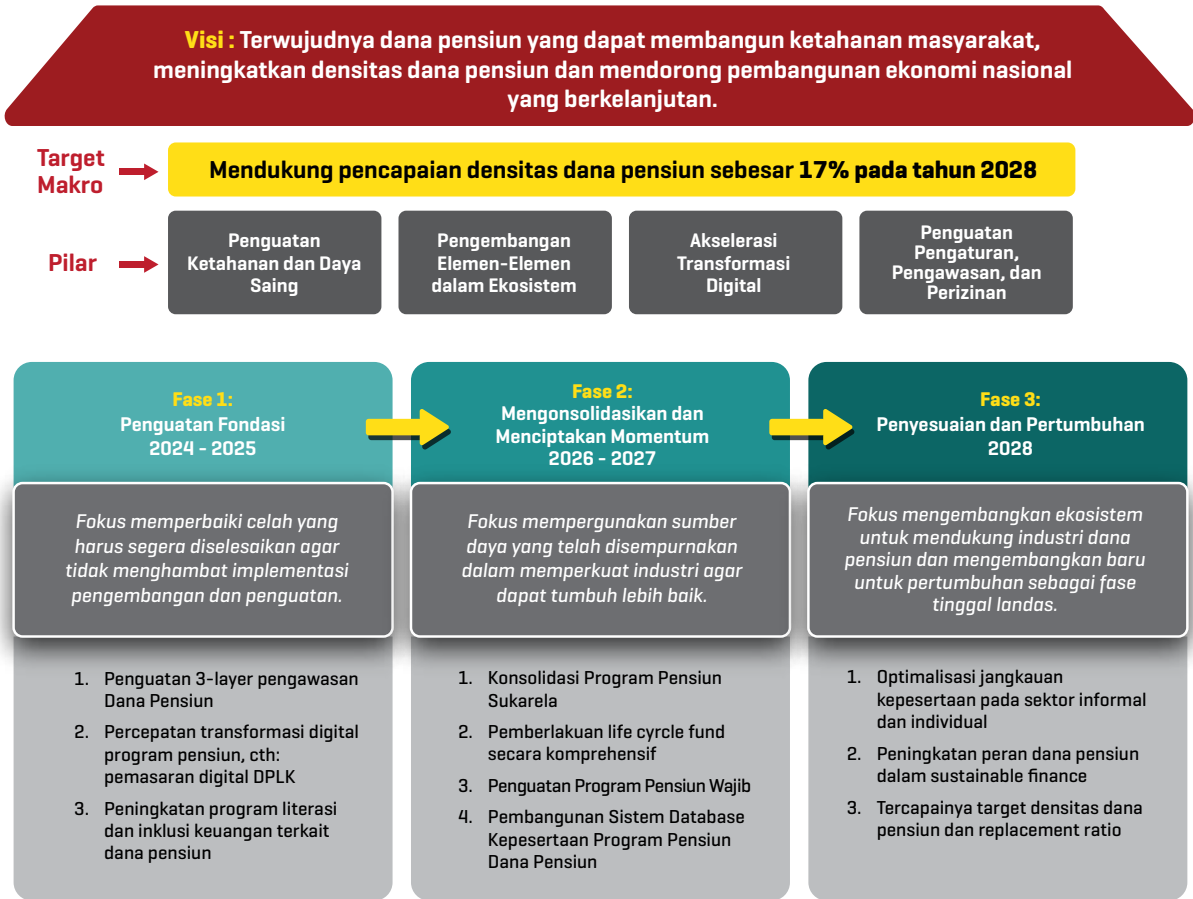 Visi : Terwujudnya dana pensiun yang dapat membangun ketahanan masyarakat,
meningkatkan densitas dana pensiun dan mendorong pembangunan ekonomi nasional
yang berkelanjutan.
Target
Makro
Mendukung pencapaian densitas dana pensiun sebesar 17% pada tahun 2028
Pilar
Penguatan
Ketahanan dan Daya
Saing
Pengembangan
Elemen-Elemen
dalam Ekosistem
Akselerasi
Transformasi
Digital
Penguatan
Pengaturan,
Pengawasan, dan
Perizinan
Fase 1:
Penguatan Fondasi
2024 - 2025
Fokus memperbaiki celah yang
harus segera diselesaikan agar
tidak menghambat implementasi
pengembangan dan penguatan.
1. Penguatan 3-layer pengawasan
Dana Pensiun
2. Percepatan transformasi digital
program pensiun, cth:
pemasaran digital DPLK
3. Peningkatan program literasi
dan inklusi keuangan terkait
dana pensiun
Fase 2:
Mengonsolidasikan dan
Menciptakan Momentum
2026 - 2027
Fokus mempergunakan sumber
daya yang telah disempurnakan
dalam memperkuat industri agar
dapat tumbuh lebih baik.
1. Konsolidasi Program Pensiun
Sukarela
2. Pemberlakuan life cyrcle fund
secara komprehensif
3. Penguatan Program Pensiun Wajib
4. Pembangunan Sistem Database
Kepesertaan Program Pensiun
Dana Pensiun
Fase 3:
Penyesuaian dan Pertumbuhan
2028
Fokus mengembangkan ekosistem
untuk mendukung industri dana
pensiun dan mengembangkan baru
untuk pertumbuhan sebagai fase
tinggal landas.
1. Optimalisasi jangkauan
kepesertaan pada sektor informal
dan individual
2. Peningkatan peran dana pensiun
dalam sustainable finance
3. Tercapainya target densitas dana
pensiun dan replacement ratio